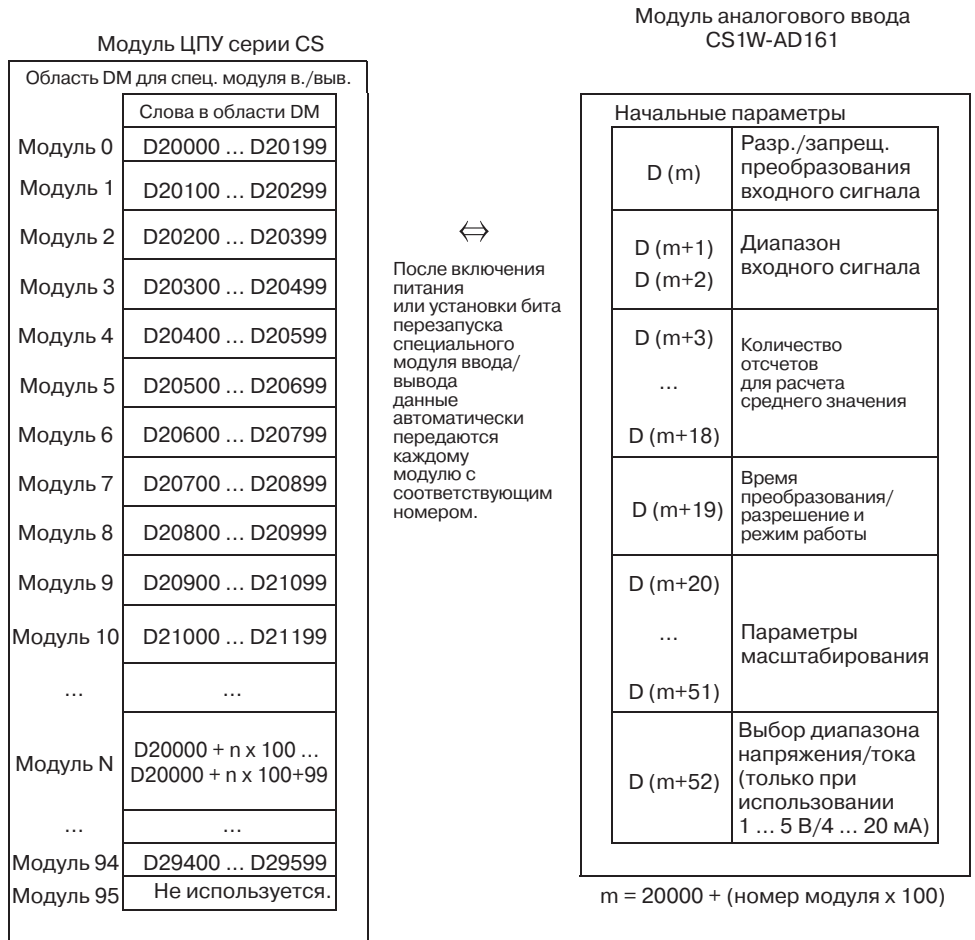 Модуль ЦПУ серии CS
Область DM для спец. модуля в./выв.
Слова в области DM
Модуль 0 D20000 … D20199
Модуль 1 D20100 … D20299
Модуль 2 D20200 … D20399
Модуль 3 D20300 … D20499
Модуль 4 D20400 … D20599
Модуль 5 D20500 … D20699
Модуль 6 D20600 … D20799
Модуль 7 D20700 … D20899
Модуль 8 D20800 … D20999
Модуль 9 D20900 … D21099
Модуль 10 D21000 … D21199
… …
Модуль N D20000 + n x 100 …
D20000 + n x 100+99
… …
Модуль 94 D29400 … D29599
Модуль 95 Не используется.
⇔
После включения
питания
или установки бита
перезапуска
специального
модуля ввода/
вывода
данные
автоматически
передаются
каждому
модулю с
соответствующим
номером.
Модуль аналогового ввода
CS1W-AD161
Начальные параметры
D (m)
Разр./запрещ.
преобразования
входного сигнала
D (m+1)
D (m+2)
Диапазон
входного сигнала
D (m+3)
…
D (m+18)
Количество
отсчетов
для расчета
среднего значения
D (m+19)
Время
преобразования/
разрешение и
режим работы
D (m+20)
…
D (m+51)
Параметры
масштабирования
D (m+52)
Выбор диапазона
напряжения/тока
(только при
использовании
1 … 5 В/4 … 20 мА)
m = 20000 + (номер модуля x 100)